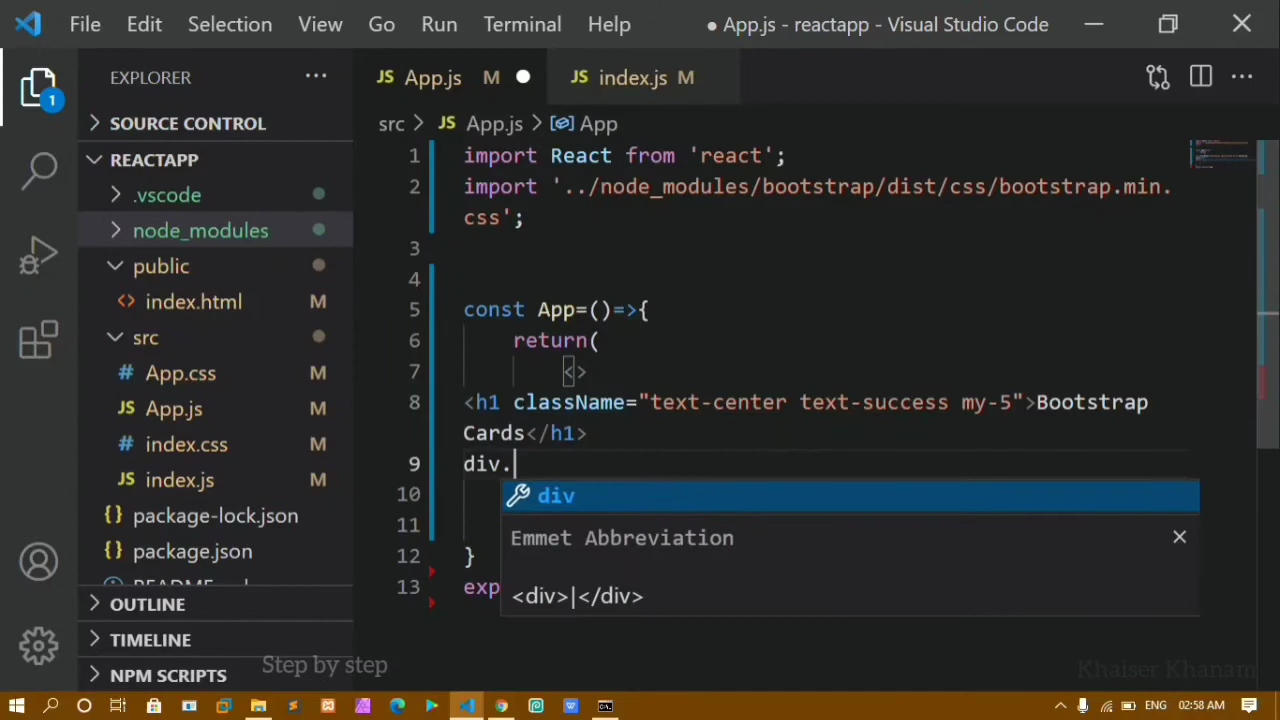 File Edit Selection View Go Run Terminal Help ● App.js - reactapp - Visual Studio Code
EXPLORER
JS App.js M
JS index.js M
1
SOURCE CONTROL
REACTAPP
.vscode
node_modules
public
index.html M
src
# App.css M
JS App.js M
# index.css M
JS index.js M
{} package-lock.json
{} package.json
OUTLINE
TIMELINE
NPM SCRIPTS
src > JS App.js > App
1 import React from 'react';
2 import '../node_modules/bootstrap/dist/css/bootstrap.min.
css';
3
4
5 const App=()=>{
6 return(
7 <>
8 <h1 className="text-center text-success my-5">Bootstrap
Cards</h1>
9 div.
10
11
12 }
13 exp
div
Emmet Abbreviation
<div>|</div>
Step by step
Khaiser Khanam
ENG 02:58 AM